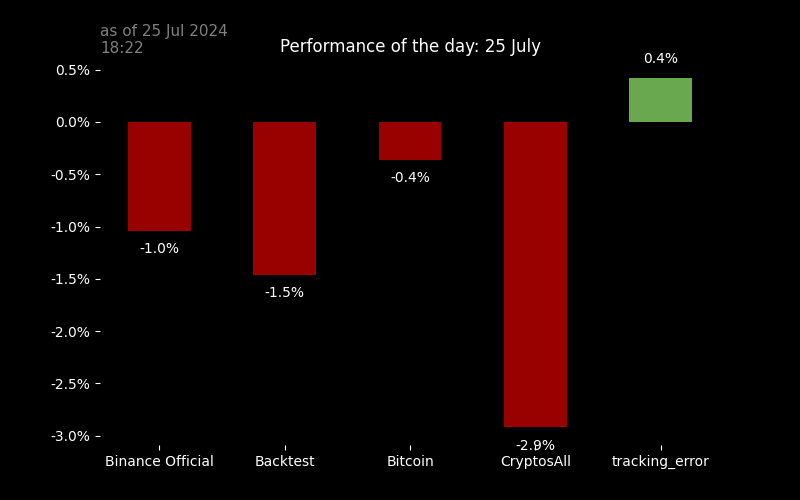 as of 25 Jul 2024
18:22
Performance of the day: 25 July
0.5%
0.0%
-0.5%
-1.0%
-1.5%
-2.0%
-2.5%
-3.0%
-1.0%
-1.5%
-0.4%
-2.9%
0.4%
Binance Official
Backtest
Bitcoin
CryptosAll
tracking_error